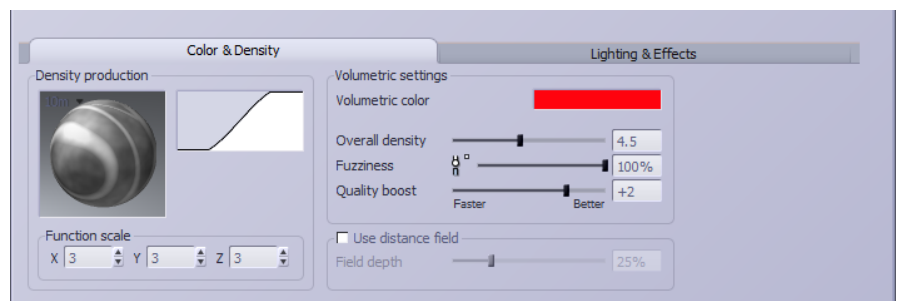 Color & Density
Lighting & Effects
Density production
Volumetric settings
Volumetric color
Overall density 4.5
Fuzziness 100%
Quality boost +2
Faster Better
Function scale
X 3 Y 3 Z 3
Use distance field
Field depth 25%